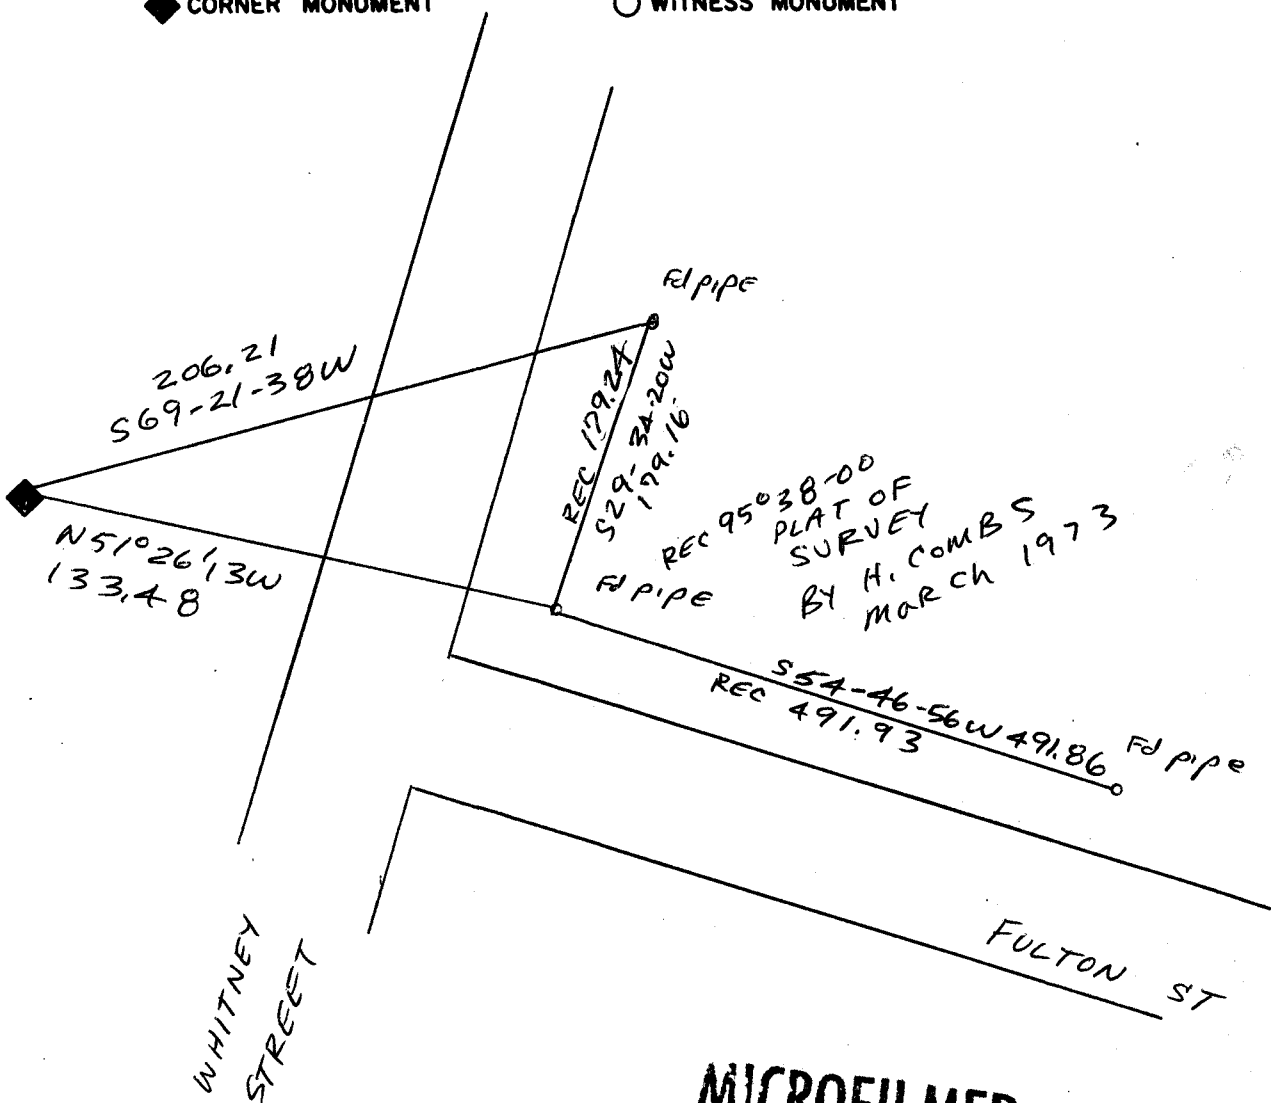 CORNER MONUMENT
WITNESS MONUMENT
Fd pipe
206.21
S69-21-38W
REC 179.24
S29-34-20W
179.16
N51°26'13W
133.48
REC 95°38-00
PLAT OF
SURVEY
BY H. COMBS
MARCH 1973
Fd pipe
S54-46-56W 491.86
REC 491.93
Fd pipe
FULTON ST
WHITNEY
STREET
MICROFILMED